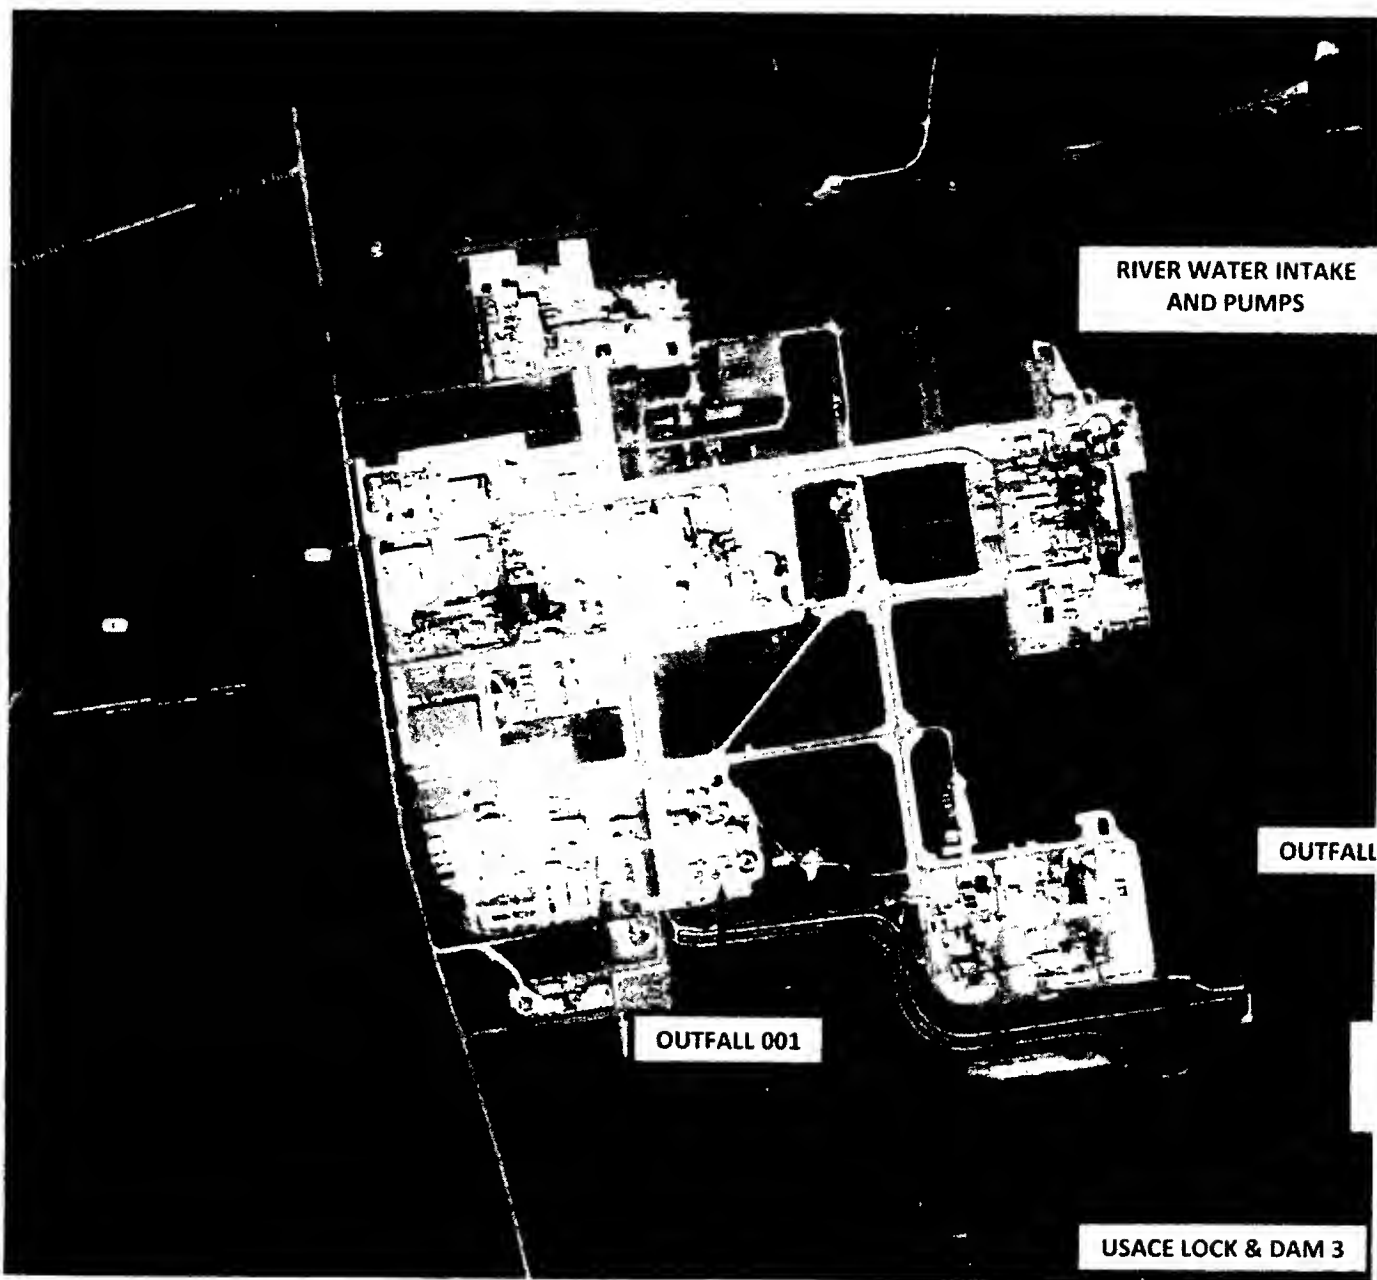 RIVER WATER INTAKE
AND PUMPS
OUTFALL
OUTFALL 001
USACE LOCK & DAM 3